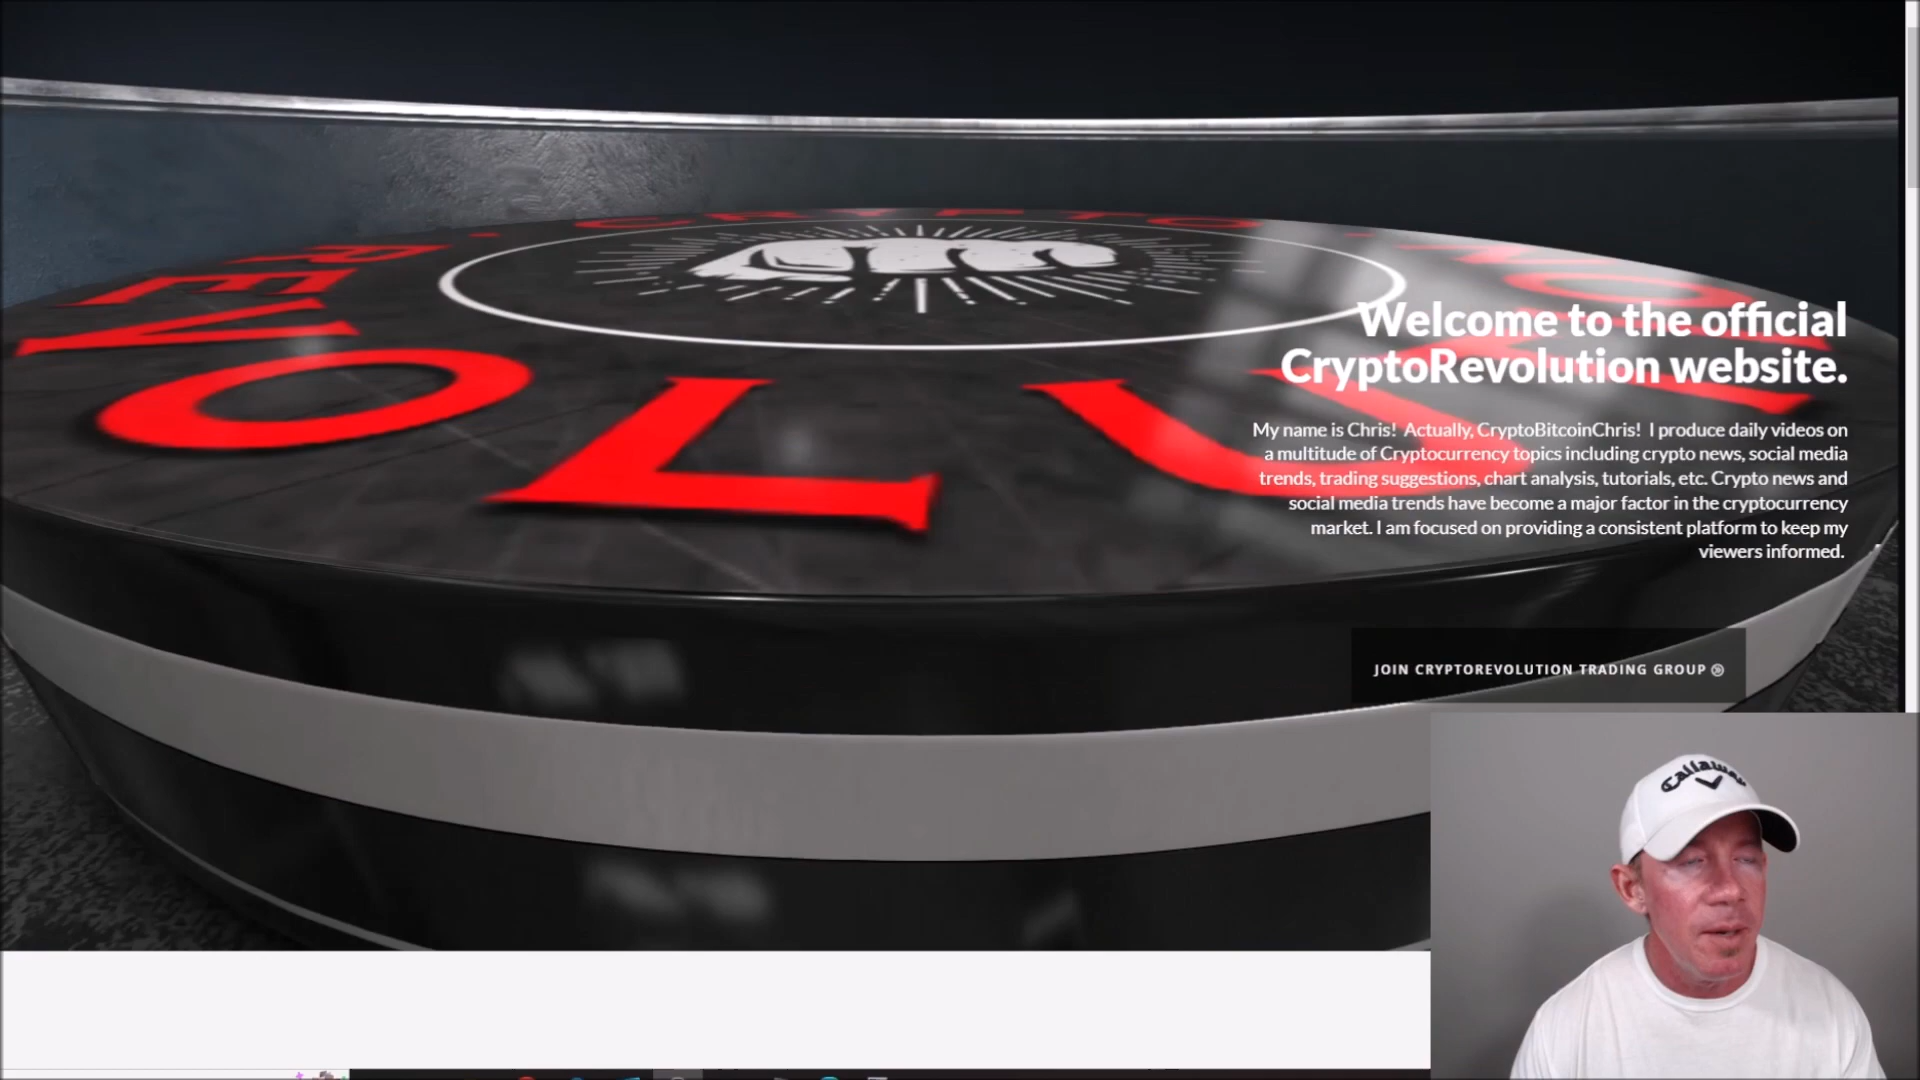 CRYPTO
REVOLU
Welcome to the official
CryptoRevolution website.
My name is Chris!  Actually, CryptoBitcoinChris!  I produce daily videos on
a multitude of Cryptocurrency topics including crypto news, social media
trends, trading suggestions, chart analysis, tutorials, etc. Crypto news and
social media trends have become a major factor in the cryptocurrency
market. I am focused on providing a consistent platform to keep my
viewers informed.
JOIN CRYPTOREVOLUTION TRADING GROUP
Callaway